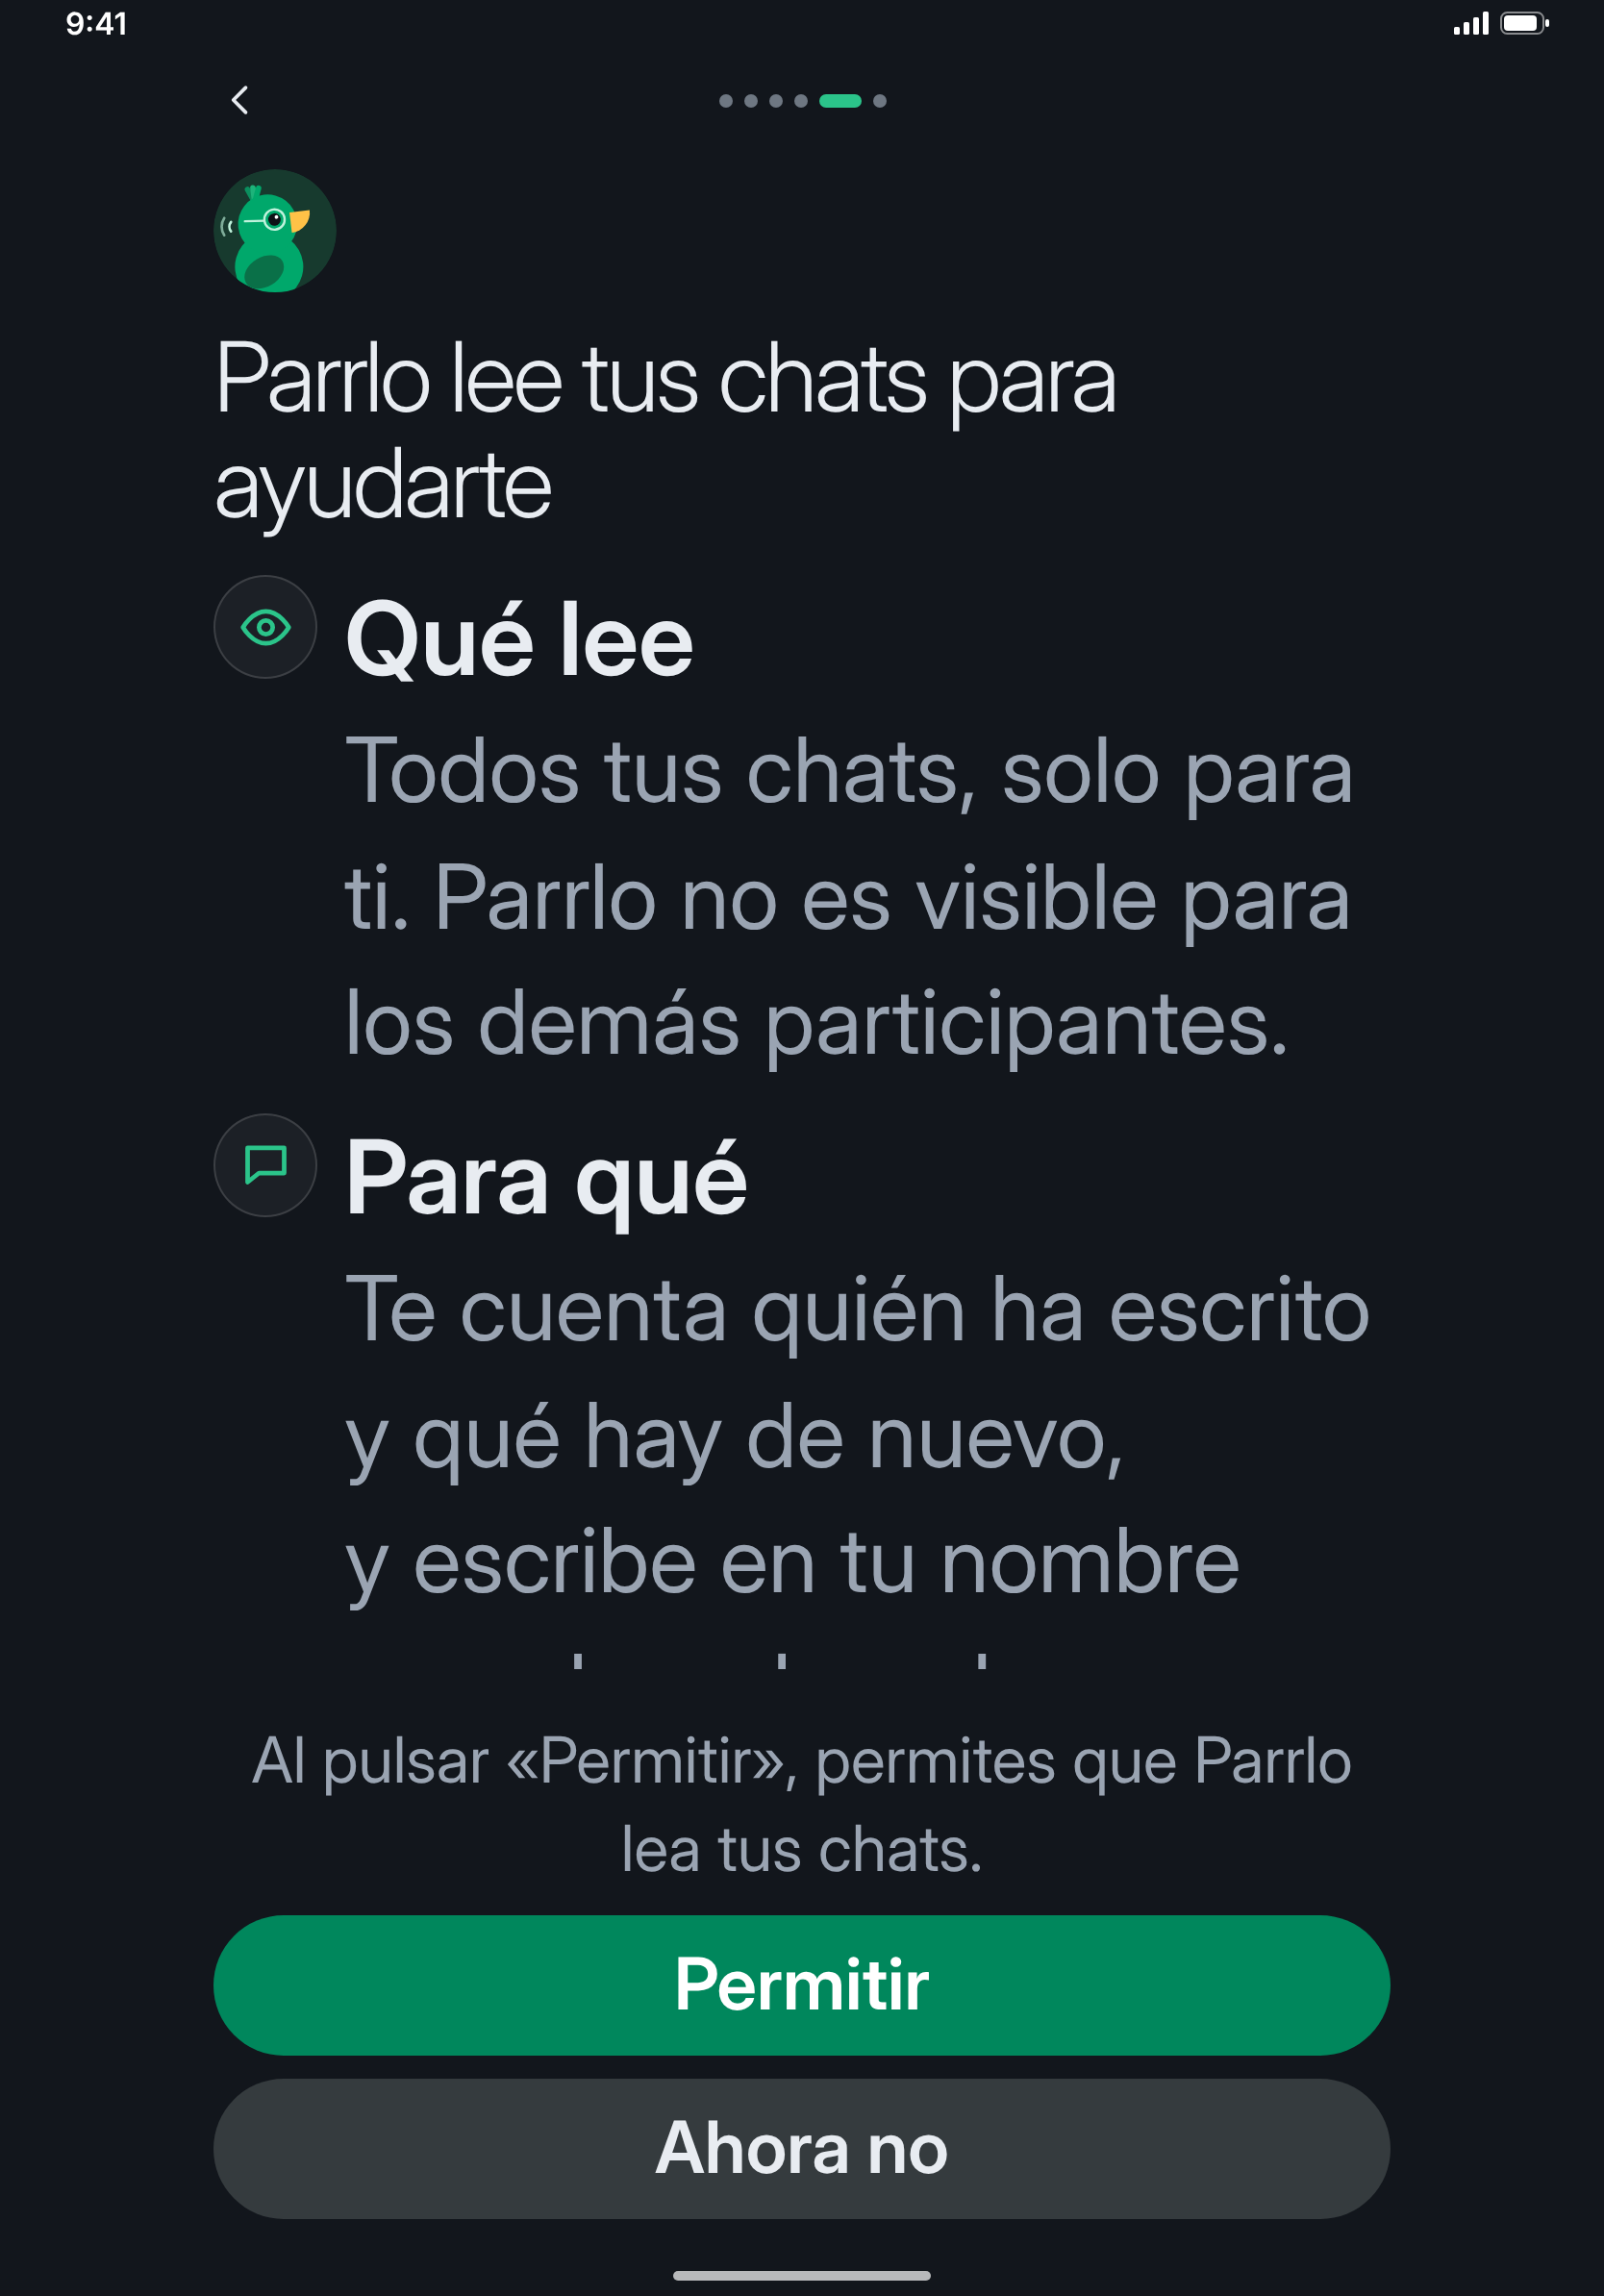 9:41
Parrlo lee tus chats para
ayudarte
Qué lee
Todos tus chats, solo para
ti. Parrlo no es visible para
los demás participantes.
Para qué
Te cuenta quién ha escrito
y qué hay de nuevo,
y escribe en tu nombre
Al pulsar «Permitir», permites que Parrlo
lea tus chats.
Permitir
Ahora no